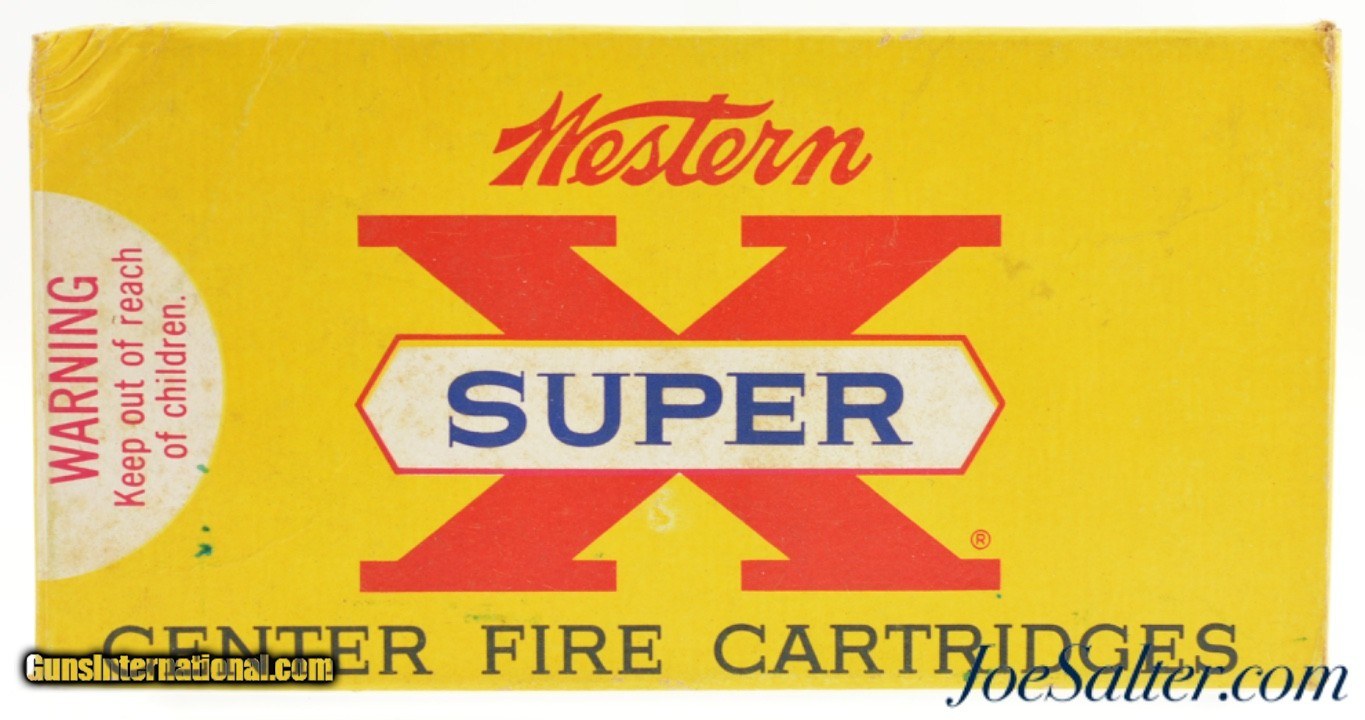 Western
X
SUPER
®
WARNING
Keep out of reach
of children.
CENTER FIRE CARTRIDGES
GunsInternational.com
JoeSalter.com